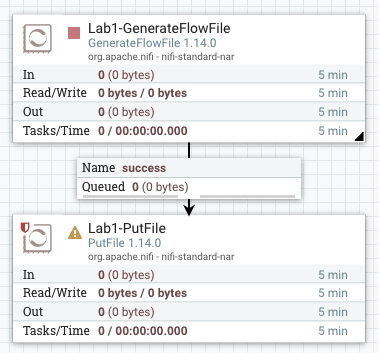 Lab1-GenerateFlowFile
GenerateFlowFile 1.14.0
org.apache.nifi - nifi-standard-nar
In 0 (0 bytes) 5 min
Read/Write 0 bytes / 0 bytes 5 min
Out 0 (0 bytes) 5 min
Tasks/Time 0 / 00:00:00.000 5 min
Name success
Queued 0 (0 bytes)
Lab1-PutFile
PutFile 1.14.0
org.apache.nifi - nifi-standard-nar
In 0 (0 bytes) 5 min
Read/Write 0 bytes / 0 bytes 5 min
Out 0 (0 bytes) 5 min
Tasks/Time 0 / 00:00:00.000 5 min